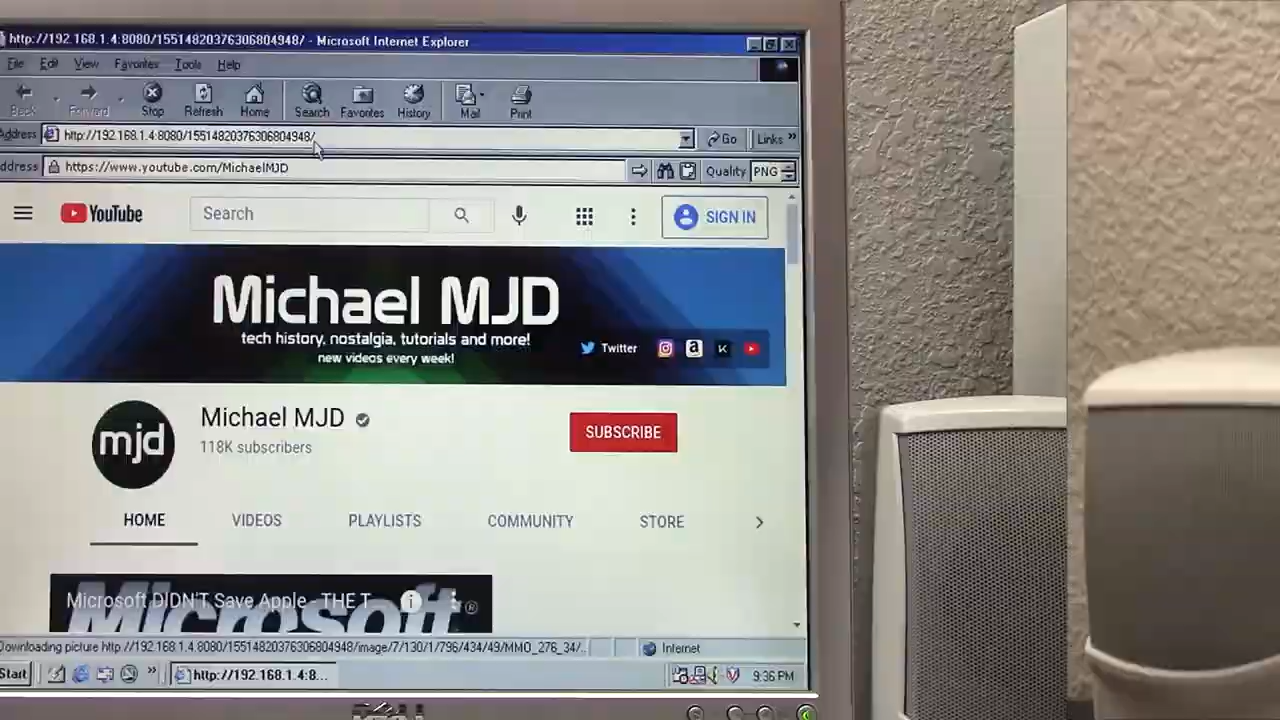 http://192.168.1.4:8080/15514820376306804948/ - Microsoft Internet Explorer
File Edit View Favorites Tools Help
Back Forward Stop Refresh Home Search Favorites History Mail Print
Address http://192.168.1.4:8080/15514820376306804948/ Go Links »
ddress https://www.youtube.com/MichaelMJD Quality PNG
YouTube Search SIGN IN
Michael MJD
tech history, nostalgia, tutorials and more!
new videos every week!
Twitter
mjd
Michael MJD
118K subscribers
SUBSCRIBE
HOME VIDEOS PLAYLISTS COMMUNITY STORE
Microsoft DIDN'T Save Apple - THE T
Microsoft ®
Downloading picture http://192.168.1.4:8080/15514820376306804948/image/7/130/1/796/434/49/MMO_276_34/.. Internet
Start » http://192.168.1.4:8... 9:36 PM
DELL